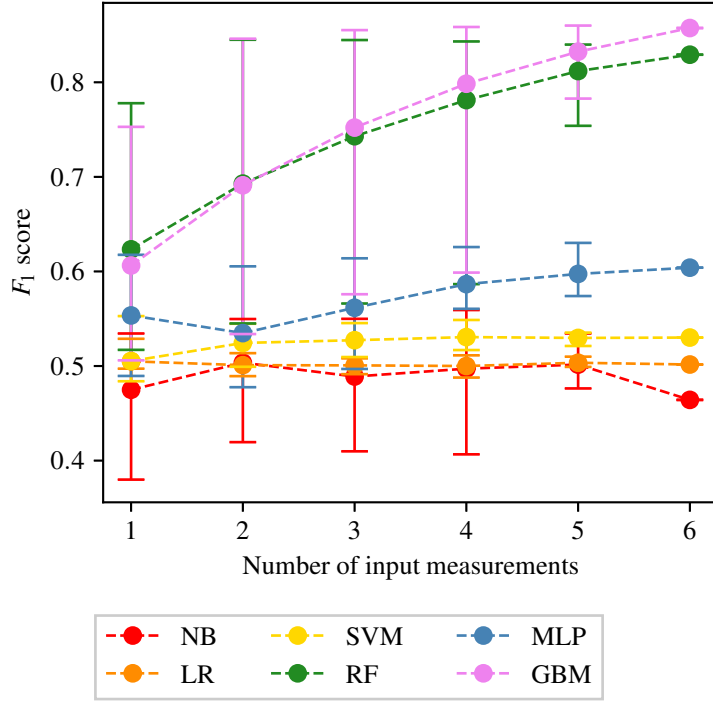 0.8
0.7
0.6
0.5
0.4
F₁ score
1 2 3 4 5 6
Number of input measurements
NB SVM MLP
LR RF GBM